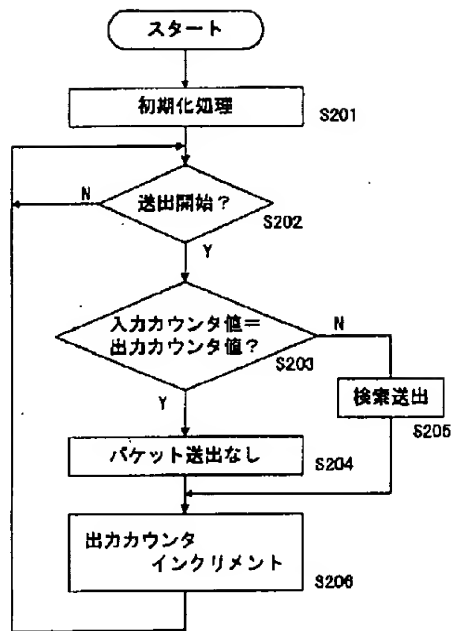 スタート
初期化処理
S201
N
送出開始?
S202
Y
入力カウンタ値=
出力カウンタ値?
N
S203
Y
検索送出
S205
パケット送出なし
S204
出力カウンタ
インクリメント
S206